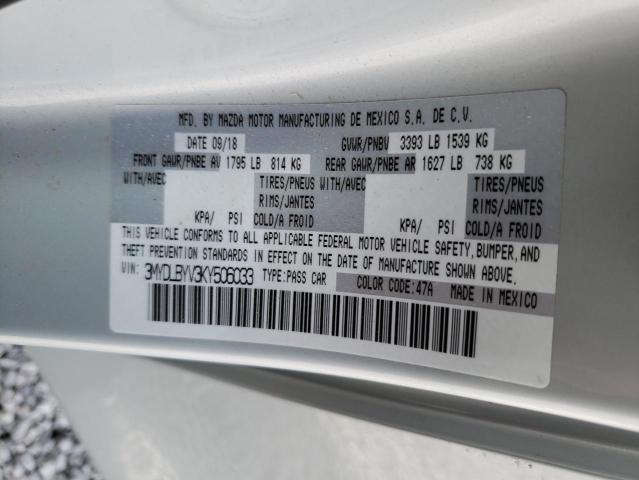 MFD. BY MAZDA MOTOR MANUFACTURING DE MEXICO S.A. DE C.V.
DATE 09/18 GVWR/PNBV 3393 LB 1539 KG
FRONT GAWR/PNBE AV 1795 LB 814 KG REAR GAWR/PNBE AR 1627 LB 738 KG
WITH/AVEC TIRES/PNEUS WITH/AVEC TIRES/PNEUS
RIMS/JANTES RIMS/JANTES
KPA/ PSI COLD/A FROID KPA/ PSI COLD/A FROID
THIS VEHICLE CONFORMS TO ALL APPLICABLE FEDERAL MOTOR VEHICLE SAFETY, BUMPER, AND
THEFT PREVENTION STANDARDS IN EFFECT ON THE DATE OF MANUFACTURE SHOWN ABOVE.
VIN: 3MYDLBYV3KY506033 TYPE:PASS CAR COLOR CODE:47A MADE IN MEXICO